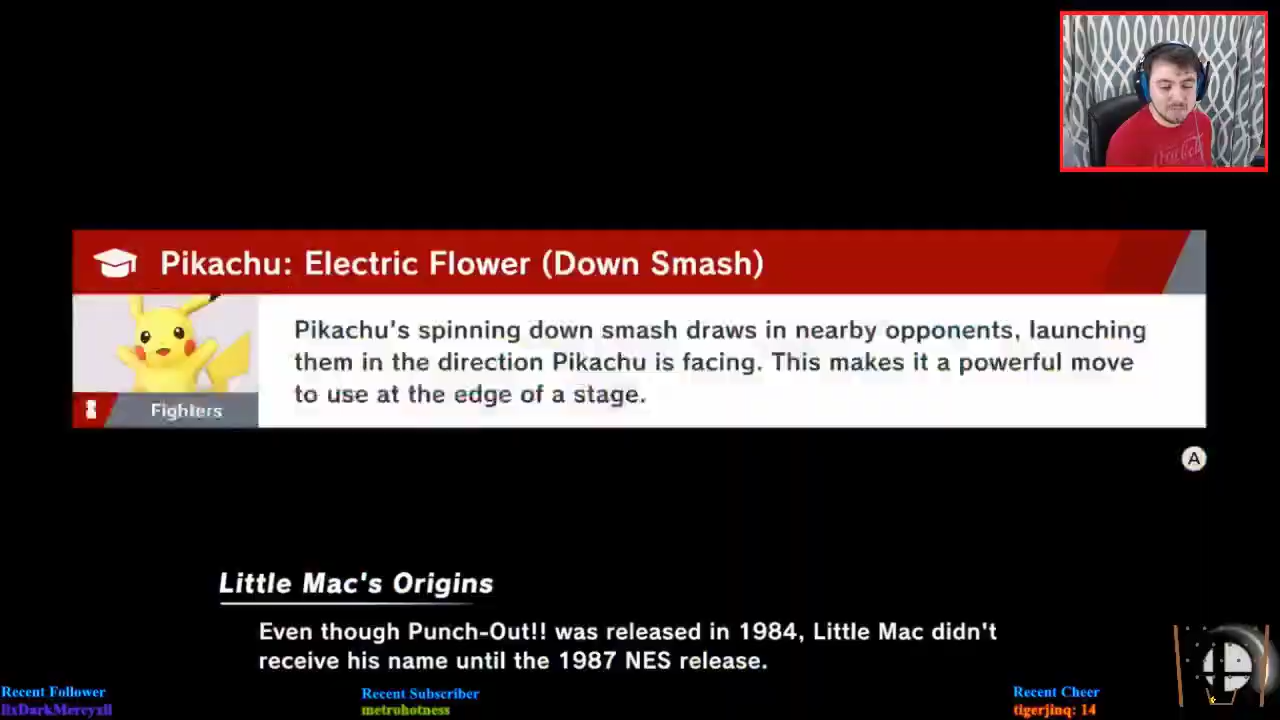 Pikachu: Electric Flower (Down Smash)
Pikachu's spinning down smash draws in nearby opponents, launching
them in the direction Pikachu is facing. This makes it a powerful move
to use at the edge of a stage.
Fighters
A
Little Mac's Origins
Even though Punch-Out!! was released in 1984, Little Mac didn't
receive his name until the 1987 NES release.
Recent Follower
Recent Subscriber
metrohotness
Recent Cheer
tigerjinq: 14